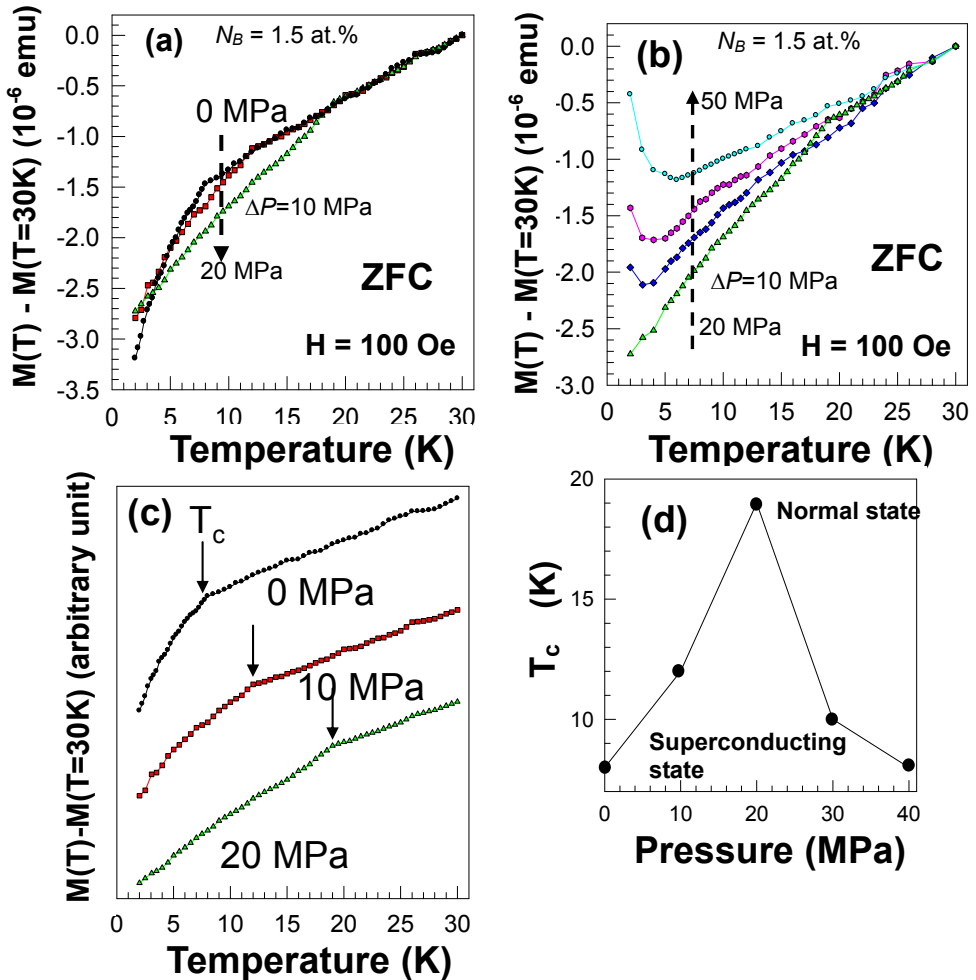 (a)
N_B = 1.5 at.%
0 MPa
ΔP=10 MPa
20 MPa
ZFC
H = 100 Oe
M(T) - M(T=30K) (10^-6 emu)
0.0
-0.5
-1.0
-1.5
-2.0
-2.5
-3.0
-3.5
0 5 10 15 20 25 30
Temperature (K)
(b)
N_B = 1.5 at.%
50 MPa
ZFC
ΔP=10 MPa
20 MPa
H = 100 Oe
M(T) - M(T=30K) (10^-6 emu)
0.0
-0.5
-1.0
-1.5
-2.0
-2.5
-3.0
0 5 10 15 20 25 30
Temperature (K)
(c)
T_c
0 MPa
10 MPa
20 MPa
M(T)-M(T=30K) (arbitrary unit)
0 5 10 15 20 25 30
Temperature (K)
(d)
Normal state
Superconducting
state
T_c (K)
19
16
13
10
0 10 20 30 40
Pressure (MPa)